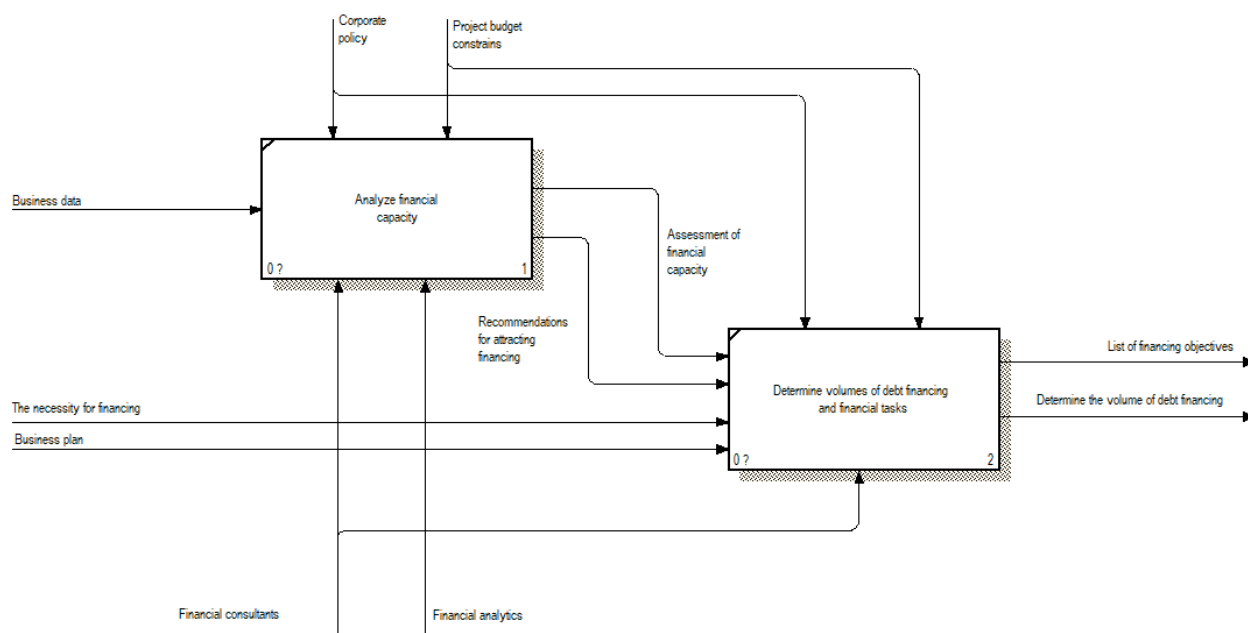 Corporate
policy
Project budget
constrains
Business data
Analyze financial
capacity
0 ?
1
Assessment of
financial
capacity
Recommendations
for attracting
financing
List of financing objectives
Determine volumes of debt financing
and financial tasks
Determine the volume of debt financing
The necessity for financing
Business plan
0 ?
2
Financial consultants
Financial analytics